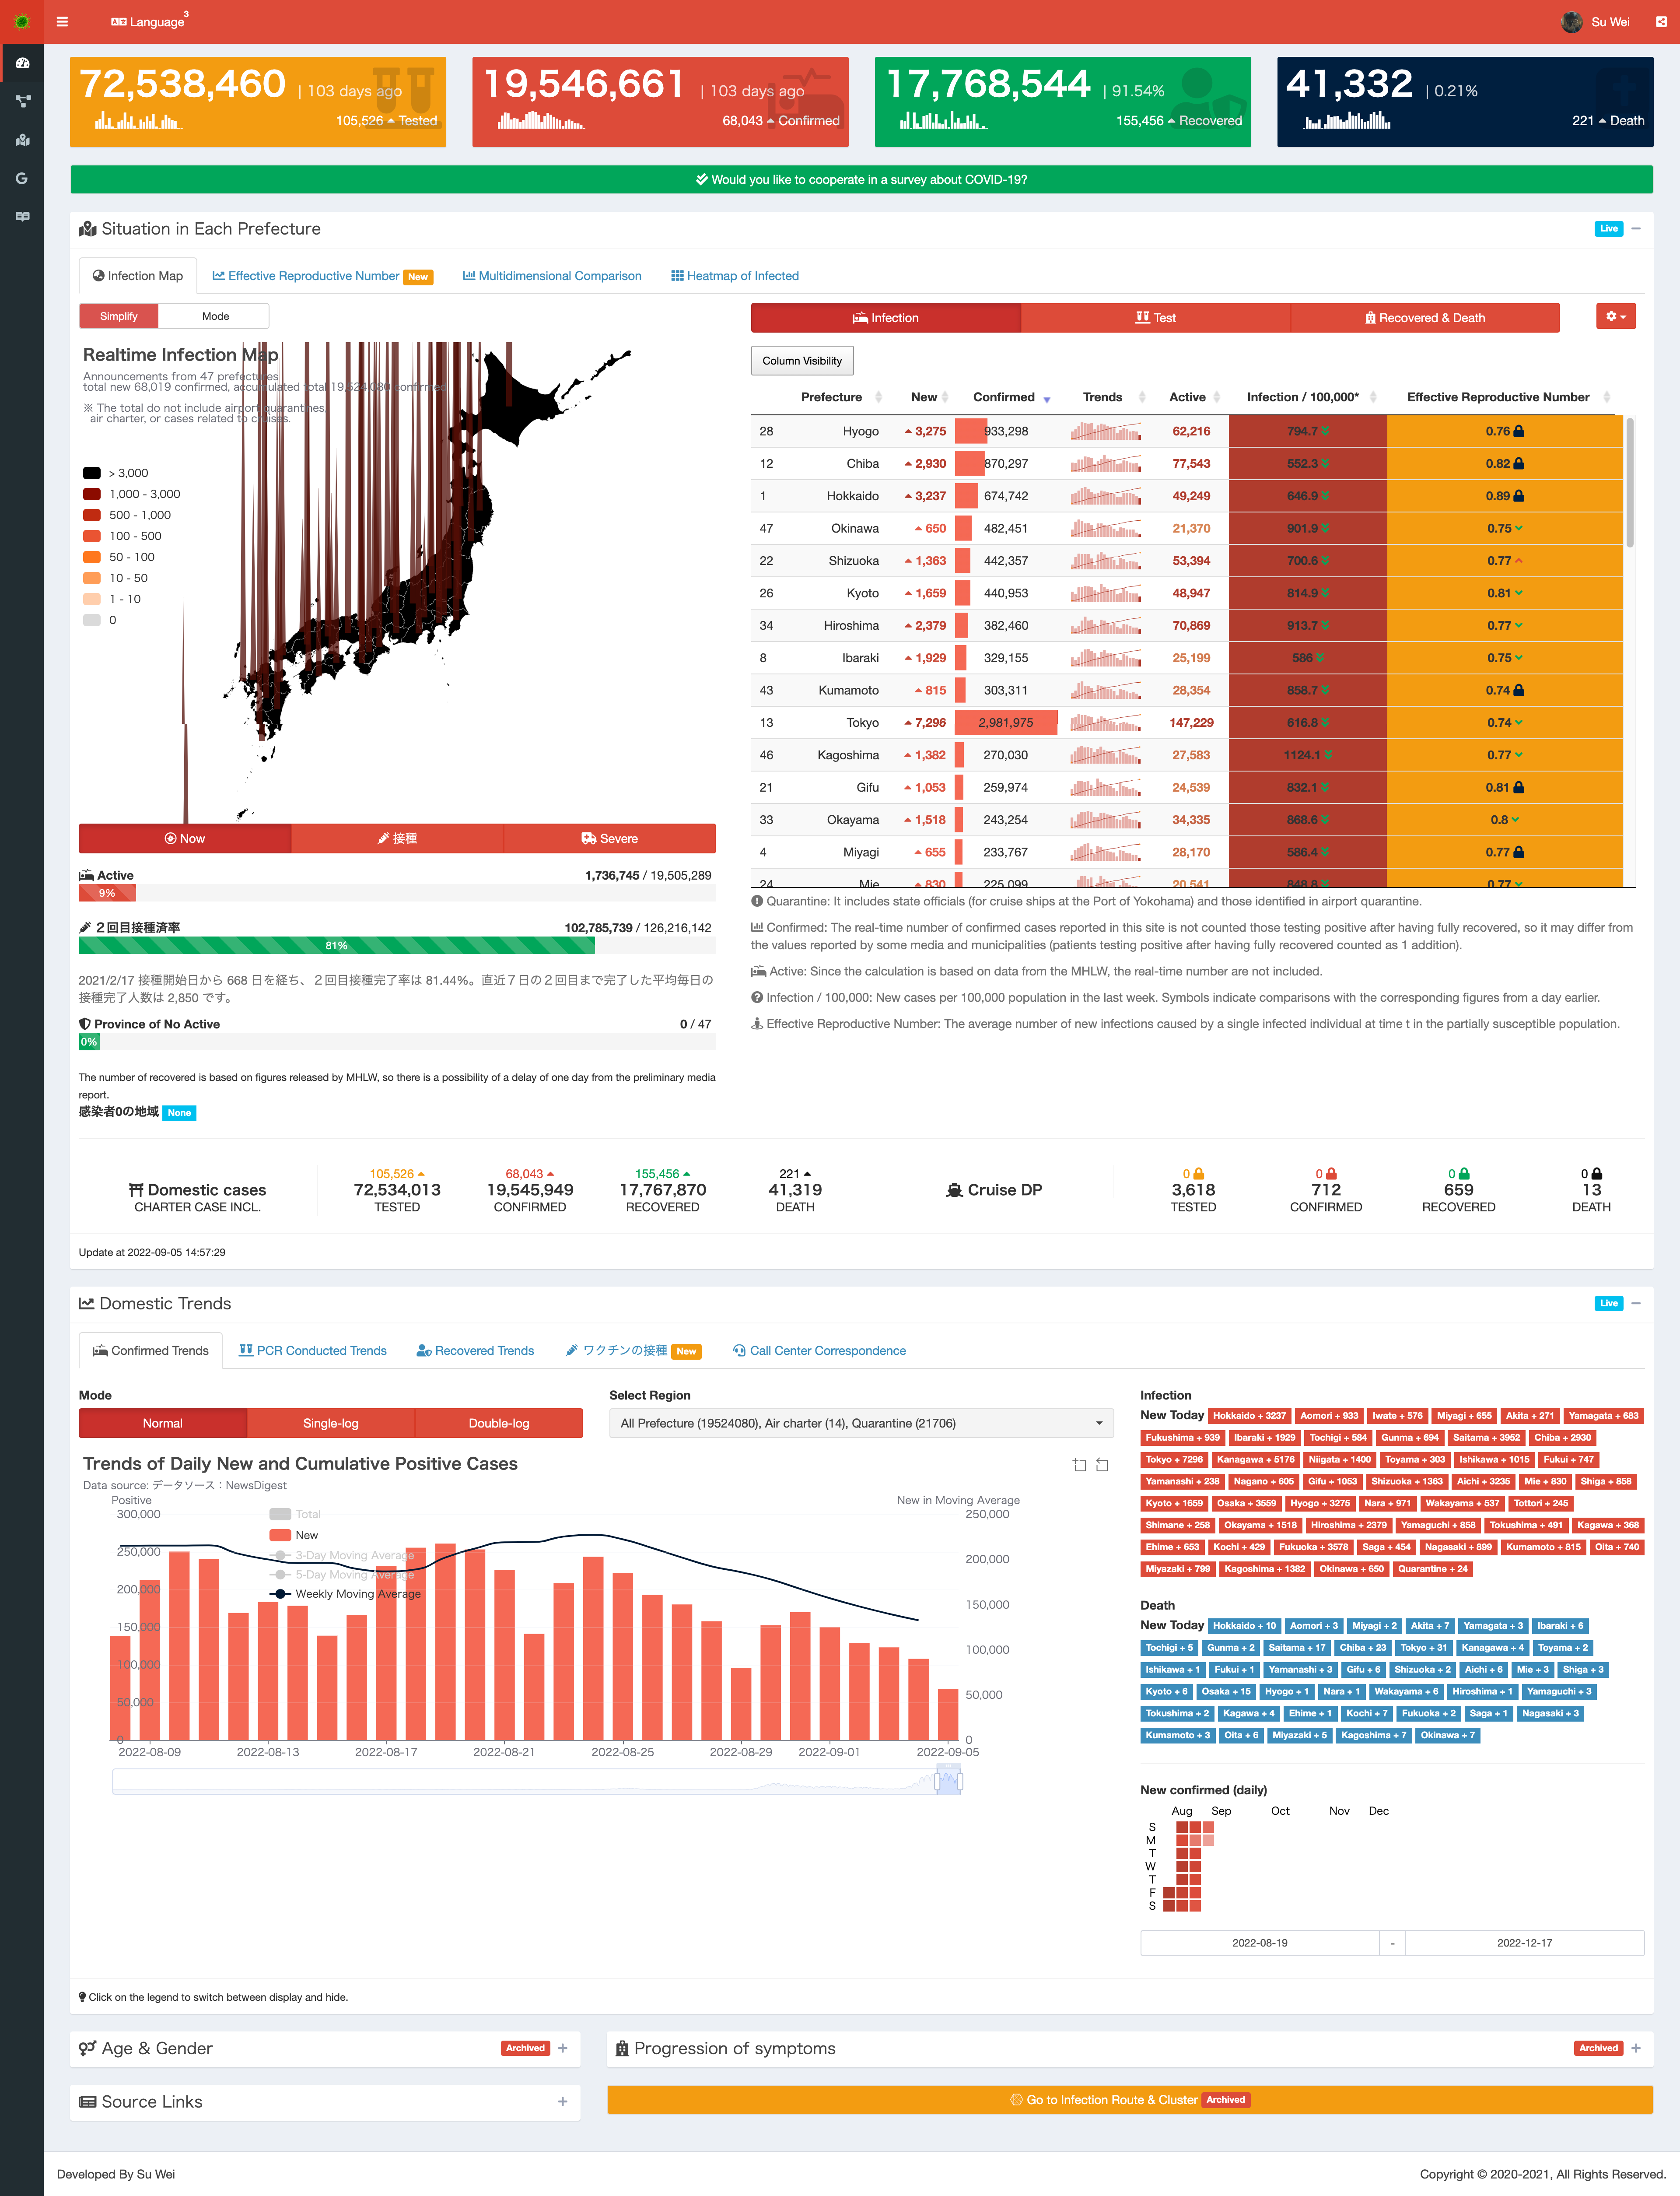 Language 3
Su Wei
72,538,460 | 103 days ago
105,526 Tested
19,546,661 | 103 days ago
68,043 Confirmed
17,768,544 | 91.54%
155,456 Recovered
41,332 | 0.21%
221 Death
Would you like to cooperate in a survey about COVID-19?
Situation in Each Prefecture
Live
Infection Map
Effective Reproductive Number New
Multidimensional Comparison
Heatmap of Infected
Simplify Mode
Realtime Infection Map
Announcements from 47 prefectures
total new 68,019 confirmed, accumulated total 19,524,080 confirmed
※ The total do not include airport quarantines,
air charter, or cases related to cruises.
> 3,000
1,000 - 3,000
500 - 1,000
100 - 500
50 - 100
10 - 50
1 - 10
0
Now 接種 Severe
Active 1,736,745 / 19,505,289
9%
２回目接種済率 102,785,739 / 126,216,142
81%
2021/2/17 接種開始日から 668 日を経ち、２回目接種完了率は 81.44%。直近７日の２回目まで完了した平均毎日の
接種完了人数は 2,850 です。
Province of No Active 0 / 47
0%
The number of recovered is based on figures released by MHLW, so there is a possibility of a delay of one day from the preliminary media
report.
感染者0の地域 None
Infection Test Recovered & Death
Column Visibility
Prefecture New Confirmed Trends Active Infection / 100,000* Effective Reproductive Number
28 Hyogo 3,275 933,298 62,216 794.7 0.76
12 Chiba 2,930 870,297 77,543 552.3 0.82
1 Hokkaido 3,237 674,742 49,249 646.9 0.89
47 Okinawa 650 482,451 21,370 901.9 0.75
22 Shizuoka 1,363 442,357 53,394 700.6 0.77
26 Kyoto 1,659 440,953 48,947 814.9 0.81
34 Hiroshima 2,379 382,460 70,869 913.7 0.77
8 Ibaraki 1,929 329,155 25,199 586 0.75
43 Kumamoto 815 303,311 28,354 858.7 0.74
13 Tokyo 7,296 2,981,975 147,229 616.8 0.74
46 Kagoshima 1,382 270,030 27,583 1124.1 0.77
21 Gifu 1,053 259,974 24,539 832.1 0.81
33 Okayama 1,518 243,254 34,335 868.6 0.8
4 Miyagi 655 233,767 28,170 586.4 0.77
24 Mie 830 225,099 20,541 848.8 0.77
Quarantine: It includes state officials (for cruise ships at the Port of Yokohama) and those identified in airport quarantine.
Confirmed: The real-time number of confirmed cases reported in this site is not counted those testing positive after having fully recovered, so it may differ from
the values reported by some media and municipalities (patients testing positive after having fully recovered counted as 1 addition).
Active: Since the calculation is based on data from the MHLW, the real-time number are not included.
Infection / 100,000: New cases per 100,000 population in the last week. Symbols indicate comparisons with the corresponding figures from a day earlier.
Effective Reproductive Number: The average number of new infections caused by a single infected individual at time t in the partially susceptible population.
Domestic cases
CHARTER CASE INCL.
105,526 68,043 155,456 221
72,534,013 19,545,949 17,767,870 41,319
TESTED CONFIRMED RECOVERED DEATH
Cruise DP
0 0 0 0
3,618 712 659 13
TESTED CONFIRMED RECOVERED DEATH
Update at 2022-09-05 14:57:29
Domestic Trends
Live
Confirmed Trends
PCR Conducted Trends
Recovered Trends
ワクチンの接種 New
Call Center Correspondence
Mode
Normal Single-log Double-log
Select Region
All Prefecture (19524080), Air charter (14), Quarantine (21706)
Trends of Daily New and Cumulative Positive Cases
Data source: データソース：NewsDigest
Positive New in Moving Average
Total
New
3-Day Moving Average
5-Day Moving Average
Weekly Moving Average
300,000
250,000
200,000
150,000
100,000
50,000
0
250,000
200,000
150,000
100,000
50,000
0
2022-08-09 2022-08-13 2022-08-17 2022-08-21 2022-08-25 2022-08-29 2022-09-01 2022-09-05
Infection
New Today Hokkaido + 3237 Aomori + 933 Iwate + 576 Miyagi + 655 Akita + 271 Yamagata + 683
Fukushima + 939 Ibaraki + 1929 Tochigi + 584 Gunma + 694 Saitama + 3952 Chiba + 2930
Tokyo + 7296 Kanagawa + 5176 Niigata + 1400 Toyama + 303 Ishikawa + 1015 Fukui + 747
Yamanashi + 238 Nagano + 605 Gifu + 1053 Shizuoka + 1363 Aichi + 3235 Mie + 830 Shiga + 858
Kyoto + 1659 Osaka + 3559 Hyogo + 3275 Nara + 971 Wakayama + 537 Tottori + 245
Shimane + 258 Okayama + 1518 Hiroshima + 2379 Yamaguchi + 858 Tokushima + 491 Kagawa + 368
Ehime + 653 Kochi + 429 Fukuoka + 3578 Saga + 454 Nagasaki + 899 Kumamoto + 815 Oita + 740
Miyazaki + 799 Kagoshima + 1382 Okinawa + 650 Quarantine + 24
Death
New Today Hokkaido + 10 Aomori + 3 Miyagi + 2 Akita + 7 Yamagata + 3 Ibaraki + 6
Tochigi + 5 Gunma + 2 Saitama + 17 Chiba + 23 Tokyo + 31 Kanagawa + 4 Toyama + 2
Ishikawa + 1 Fukui + 1 Yamanashi + 3 Gifu + 6 Shizuoka + 2 Aichi + 6 Mie + 3 Shiga + 3
Kyoto + 6 Osaka + 15 Hyogo + 1 Nara + 1 Wakayama + 6 Hiroshima + 1 Yamaguchi + 3
Tokushima + 2 Kagawa + 4 Ehime + 1 Kochi + 7 Fukuoka + 2 Saga + 1 Nagasaki + 3
Kumamoto + 3 Oita + 6 Miyazaki + 5 Kagoshima + 7 Okinawa + 7
New confirmed (daily)
Aug Sep Oct Nov Dec
S
M
T
W
T
F
S
2022-08-19 - 2022-12-17
Click on the legend to switch between display and hide.
Age & Gender Archived
Progression of symptoms Archived
Source Links
Go to Infection Route & Cluster Archived
Developed By Su Wei
Copyright © 2020-2021, All Rights Reserved.